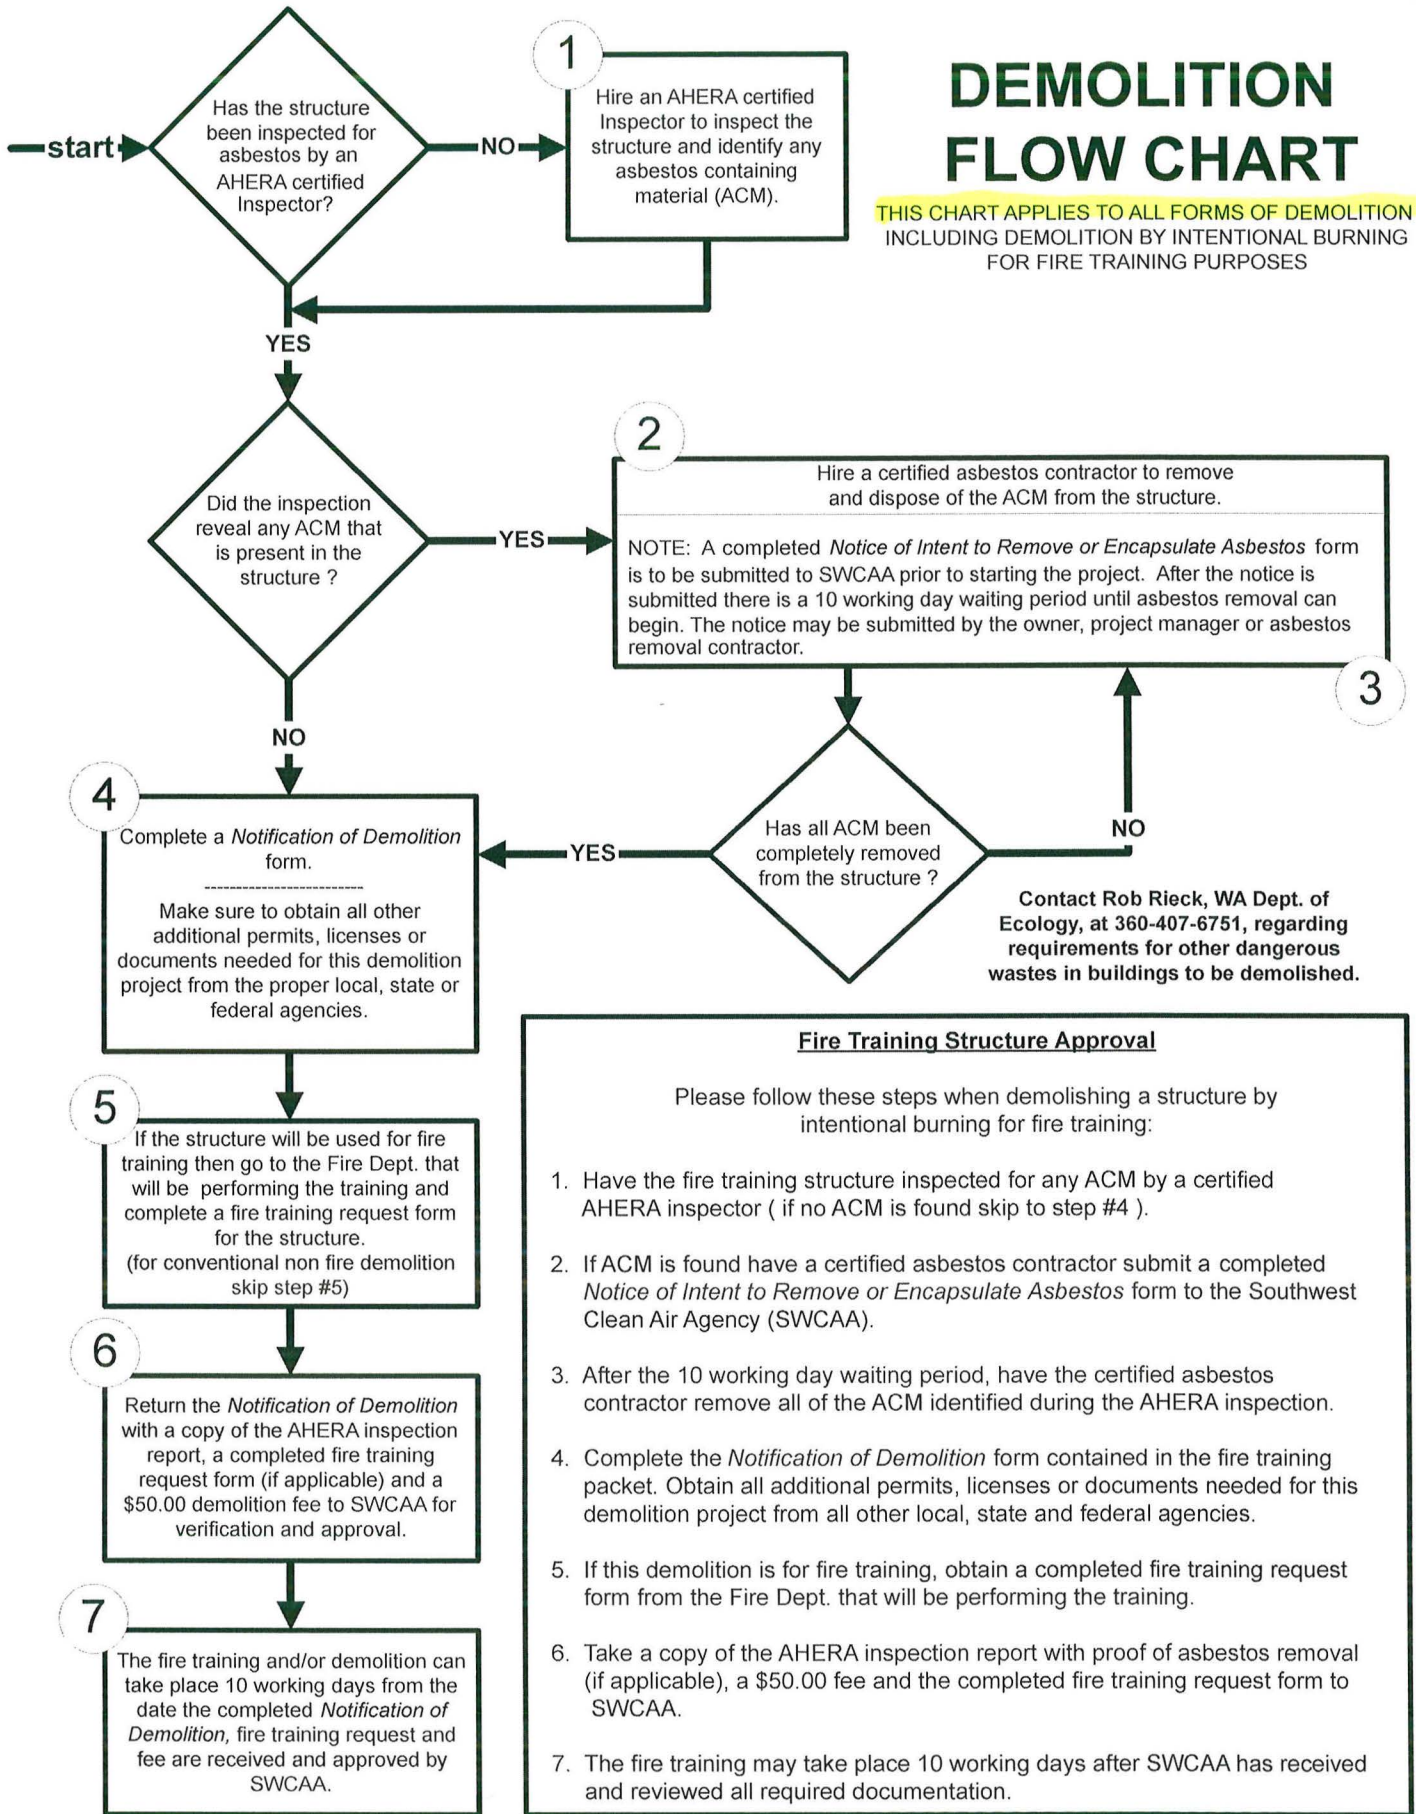 DEMOLITION
FLOW CHART
THIS CHART APPLIES TO ALL FORMS OF DEMOLITION
INCLUDING DEMOLITION BY INTENTIONAL BURNING
FOR FIRE TRAINING PURPOSES
start
Has the structure
been inspected for
asbestos by an
AHERA certified
Inspector?
NO
1
Hire an AHERA certified
Inspector to inspect the
structure and identify any
asbestos containing
material (ACM).
YES
Did the inspection
reveal any ACM that
is present in the
structure ?
YES
2
Hire a certified asbestos contractor to remove
and dispose of the ACM from the structure.
NOTE: A completed Notice of Intent to Remove or Encapsulate Asbestos form
is to be submitted to SWCAA prior to starting the project. After the notice is
submitted there is a 10 working day waiting period until asbestos removal can
begin. The notice may be submitted by the owner, project manager or asbestos
removal contractor.
3
NO
Has all ACM been
completely removed
from the structure ?
NO
YES
Contact Rob Rieck, WA Dept. of
Ecology, at 360-407-6751, regarding
requirements for other dangerous
wastes in buildings to be demolished.
4
Complete a Notification of Demolition
form.
-------------------------
Make sure to obtain all other
additional permits, licenses or
documents needed for this demolition
project from the proper local, state or
federal agencies.
5
If the structure will be used for fire
training then go to the Fire Dept. that
will be performing the training and
complete a fire training request form
for the structure.
(for conventional non fire demolition
skip step #5)
6
Return the Notification of Demolition
with a copy of the AHERA inspection
report, a completed fire training
request form (if applicable) and a
$50.00 demolition fee to SWCAA for
verification and approval.
7
The fire training and/or demolition can
take place 10 working days from the
date the completed Notification of
Demolition, fire training request and
fee are received and approved by
SWCAA.
Fire Training Structure Approval
Please follow these steps when demolishing a structure by
intentional burning for fire training:
1. Have the fire training structure inspected for any ACM by a certified
AHERA inspector ( if no ACM is found skip to step #4 ).
2. If ACM is found have a certified asbestos contractor submit a completed
Notice of Intent to Remove or Encapsulate Asbestos form to the Southwest
Clean Air Agency (SWCAA).
3. After the 10 working day waiting period, have the certified asbestos
contractor remove all of the ACM identified during the AHERA inspection.
4. Complete the Notification of Demolition form contained in the fire training
packet. Obtain all additional permits, licenses or documents needed for this
demolition project from all other local, state and federal agencies.
5. If this demolition is for fire training, obtain a completed fire training request
form from the Fire Dept. that will be performing the training.
6. Take a copy of the AHERA inspection report with proof of asbestos removal
(if applicable), a $50.00 fee and the completed fire training request form to
SWCAA.
7. The fire training may take place 10 working days after SWCAA has received
and reviewed all required documentation.